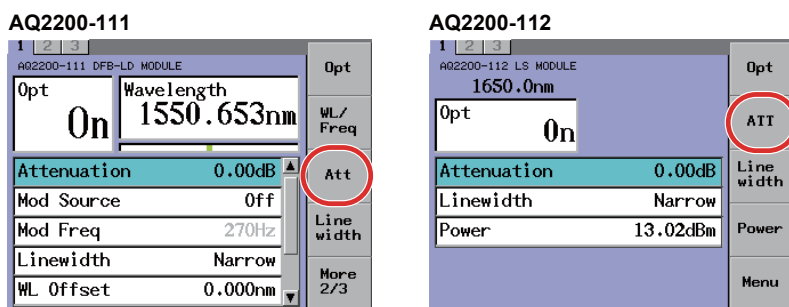 AQ2200-111
1 2 3
AQ2200-111 DFB-LD MODULE
Opt
On
Wavelength
1550.653nm
Attenuation 0.00dB
Mod Source Off
Mod Freq 270Hz
Linewidth Narrow
WL Offset 0.000nm
Opt
WL/
Freq
Att
Line
width
More
2/3
AQ2200-112
1 2 3
AQ2200-112 LS MODULE
1650.0nm
Opt
On
Attenuation 0.00dB
Linewidth Narrow
Power 13.02dBm
Opt
ATT
Line
width
Power
Menu